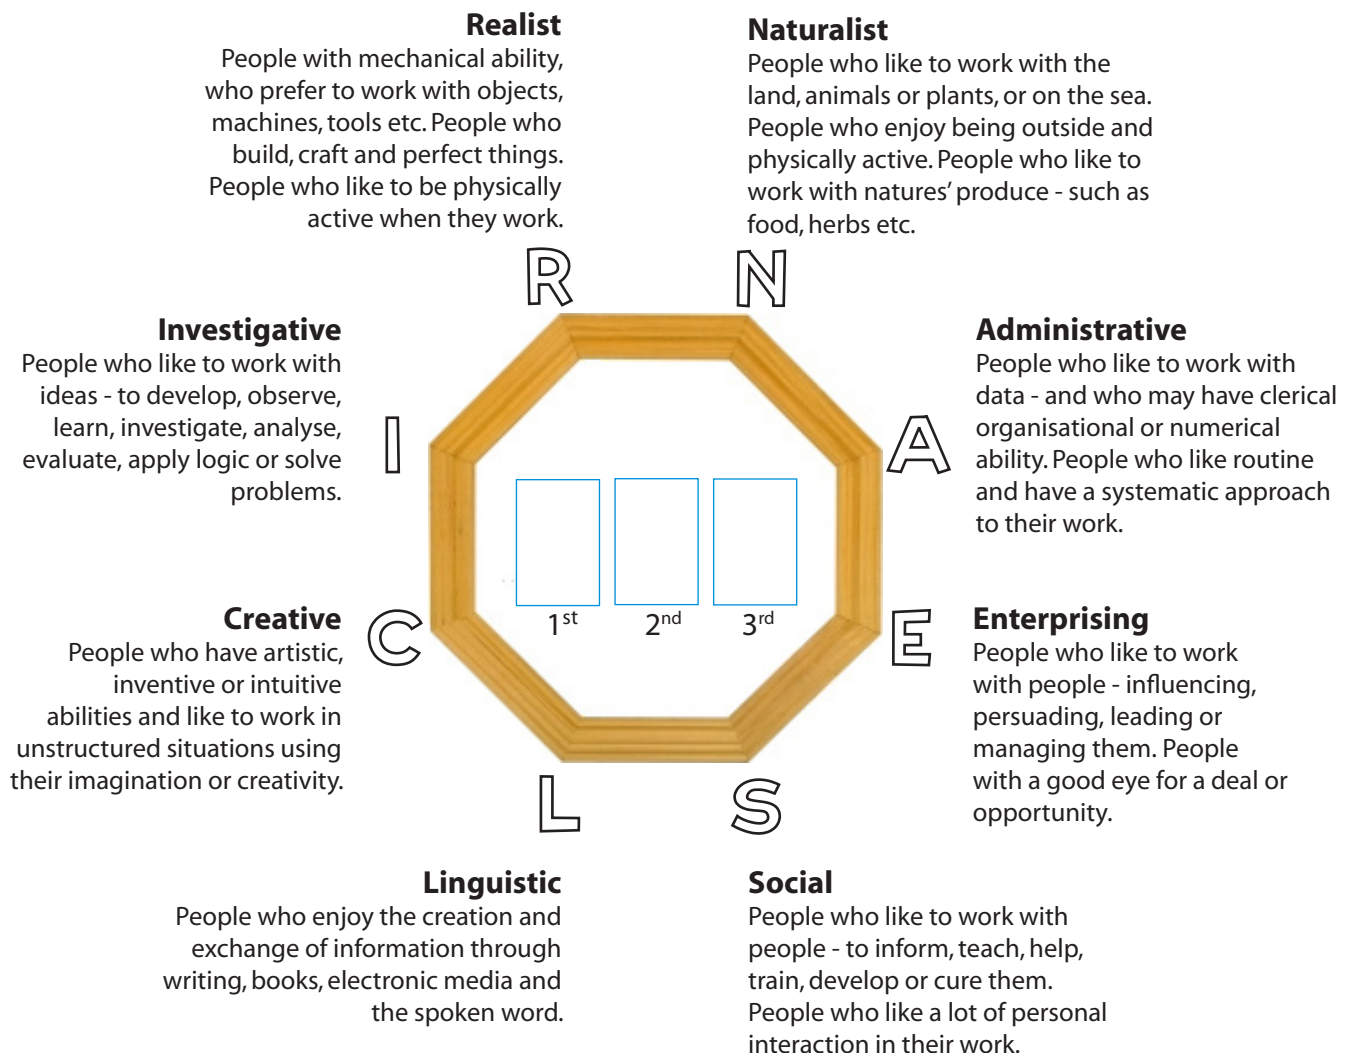 Realist
People with mechanical ability,
who prefer to work with objects,
machines, tools etc. People who
build, craft and perfect things.
People who like to be physically
active when they work.
Naturalist
People who like to work with the
land, animals or plants, or on the sea.
People who enjoy being outside and
physically active. People who like to
work with natures' produce - such as
food, herbs etc.
R
N
Investigative
People who like to work with
ideas - to develop, observe,
learn, investigate, analyse,
evaluate, apply logic or solve
problems.
I
A
Administrative
People who like to work with
data - and who may have clerical
organisational or numerical
ability. People who like routine
and have a systematic approach
to their work.
1st
2nd
3rd
Creative
People who have artistic,
inventive or intuitive
abilities and like to work in
unstructured situations using
their imagination or creativity.
C
E
Enterprising
People who like to work
with people - influencing,
persuading, leading or
managing them. People
with a good eye for a deal or
opportunity.
L
S
Linguistic
People who enjoy the creation and
exchange of information through
writing, books, electronic media and
the spoken word.
Social
People who like to work with
people - to inform, teach, help,
train, develop or cure them.
People who like a lot of personal
interaction in their work.